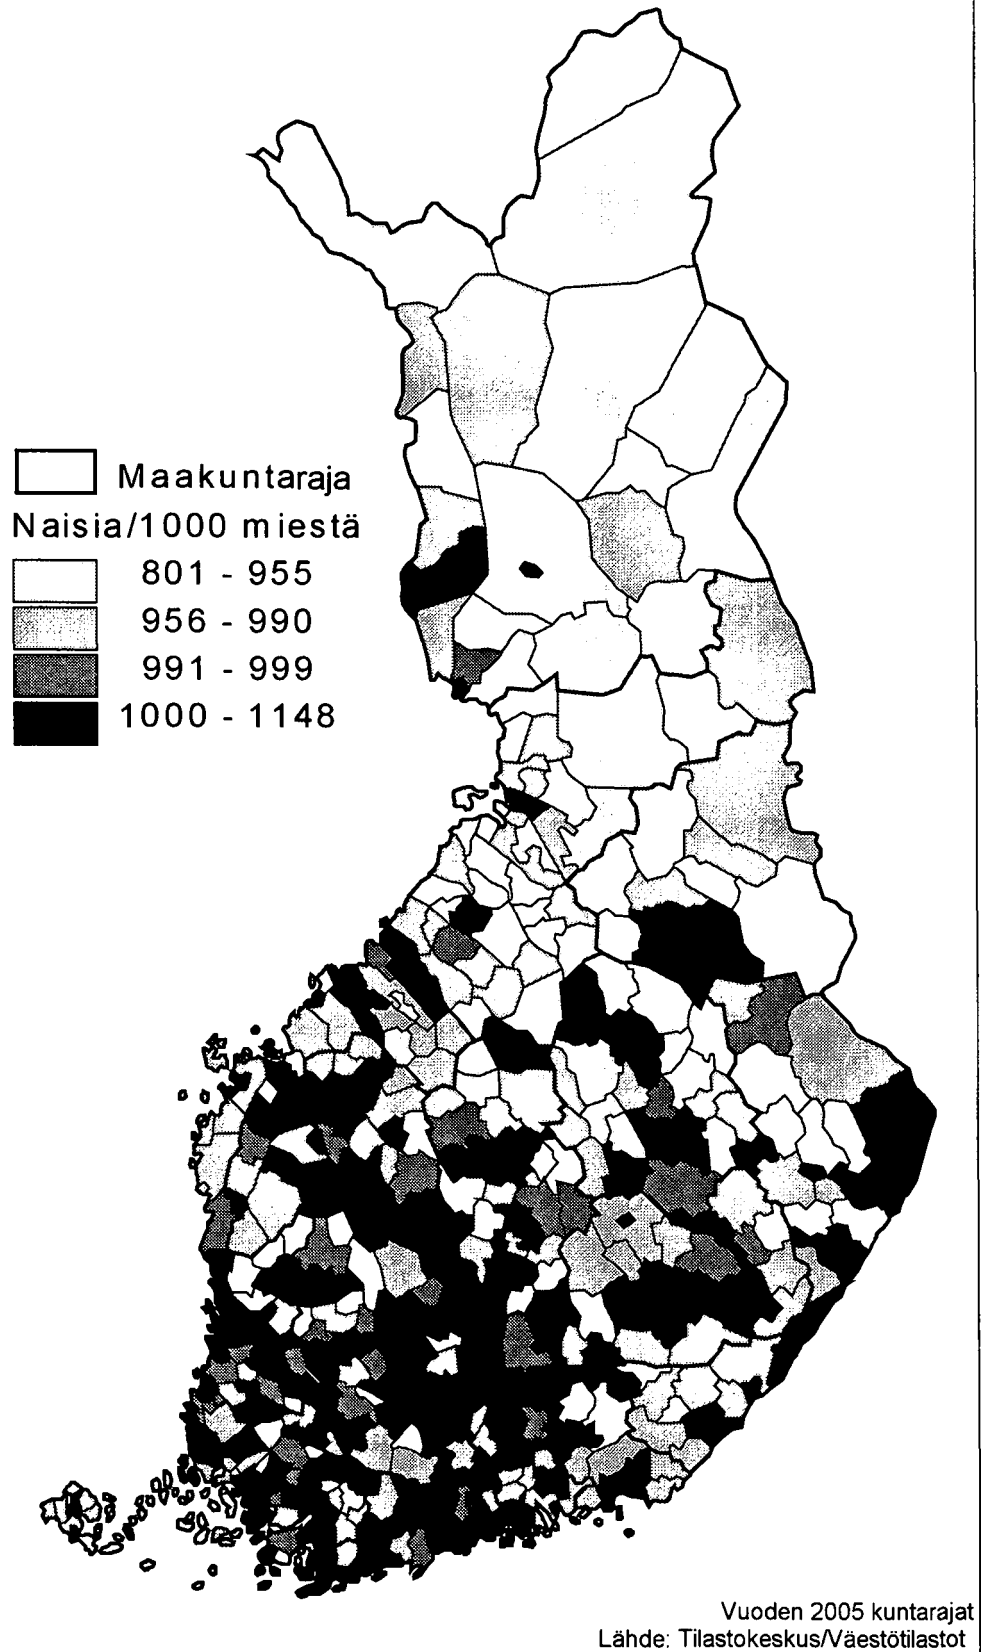 Maakuntaraja
Naisia/1000 miestä
801 - 955
956 - 990
991 - 999
1000 - 1148
Vuoden 2005 kuntarajat
Lähde: Tilastokeskus/Väestötilastot